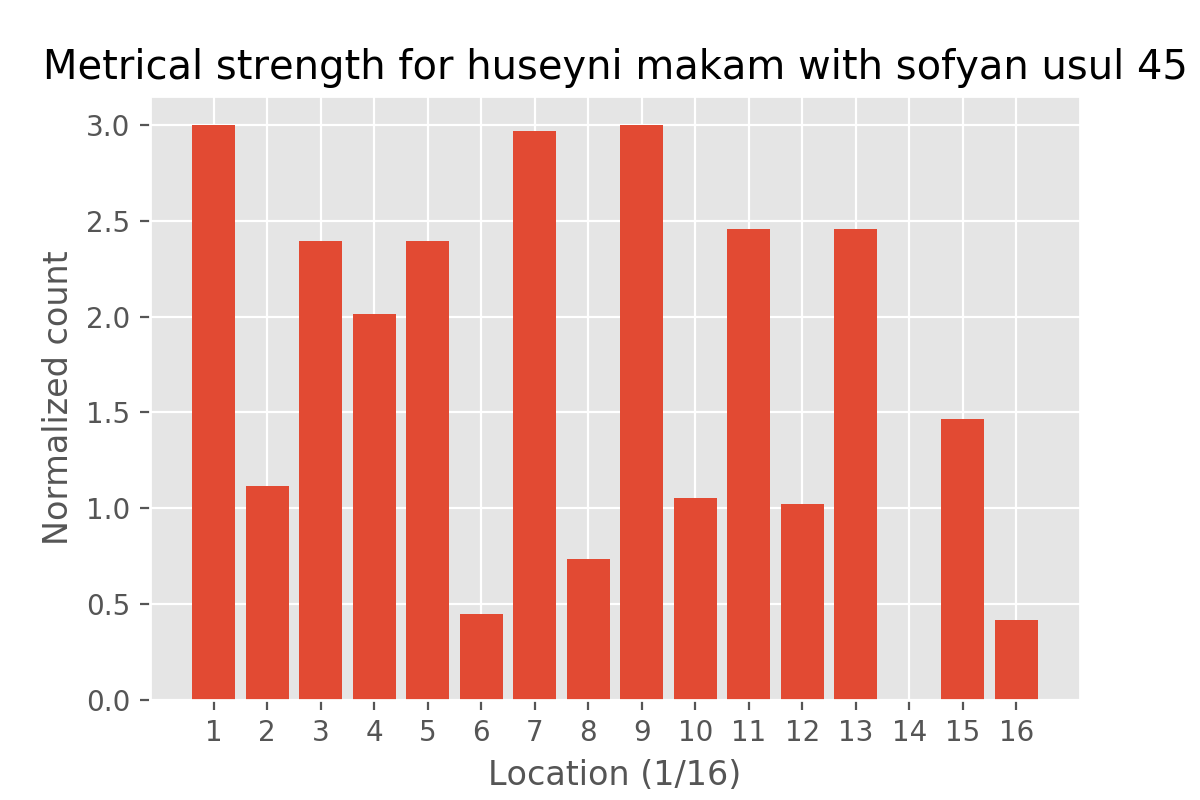 Metrical strength for huseyni makam with sofyan usul 45
Normalized count
3.0
2.5
2.0
1.5
1.0
0.5
0.0
1 2 3 4 5 6 7 8 9 10 11 12 13 14 15 16
Location (1/16)